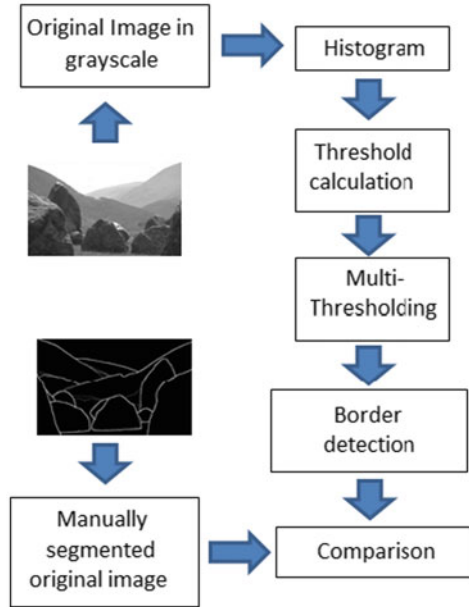 Original Image in
grayscale
Histogram
Threshold
calculation
Multi-
Thresholding
Border
detection
Manually
segmented
original image
Comparison